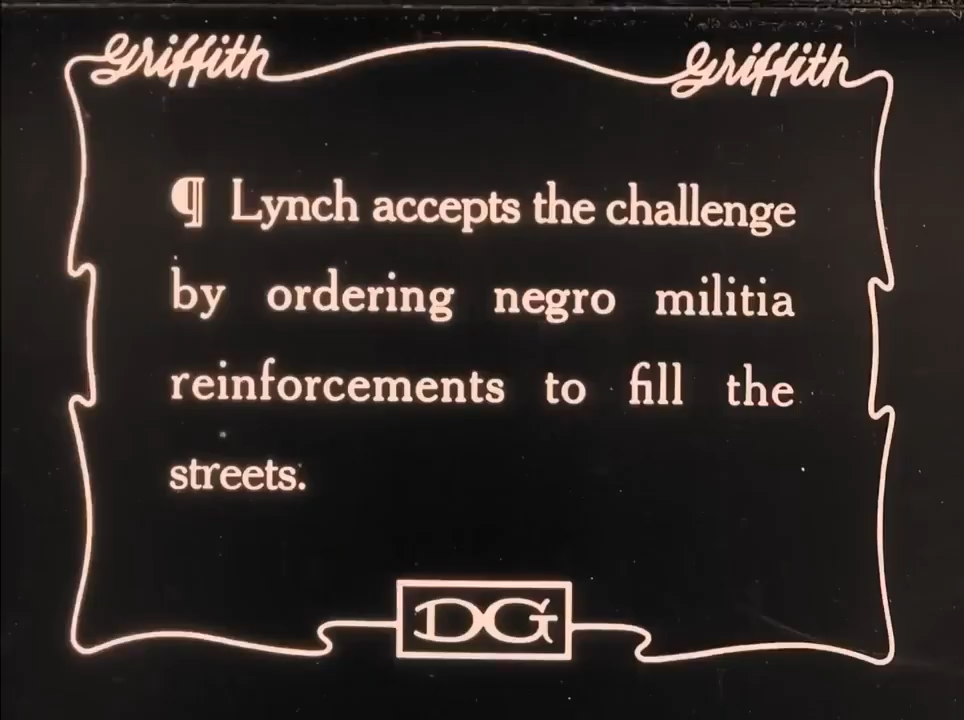 Griffith Griffith
¶ Lynch accepts the challenge
by ordering negro militia
reinforcements to fill the
streets.
DG